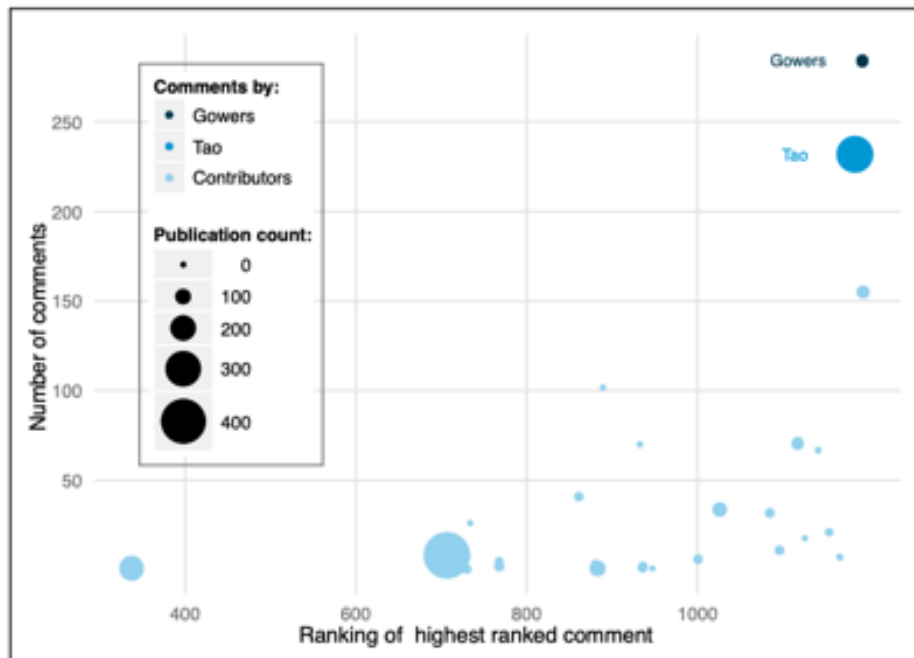 Gowers
Comments by:
Gowers
Tao
Contributors
Tao
Publication count:
0
100
200
300
400
250
200
150
100
50
Number of comments
400 600 800 1000
Ranking of highest ranked comment